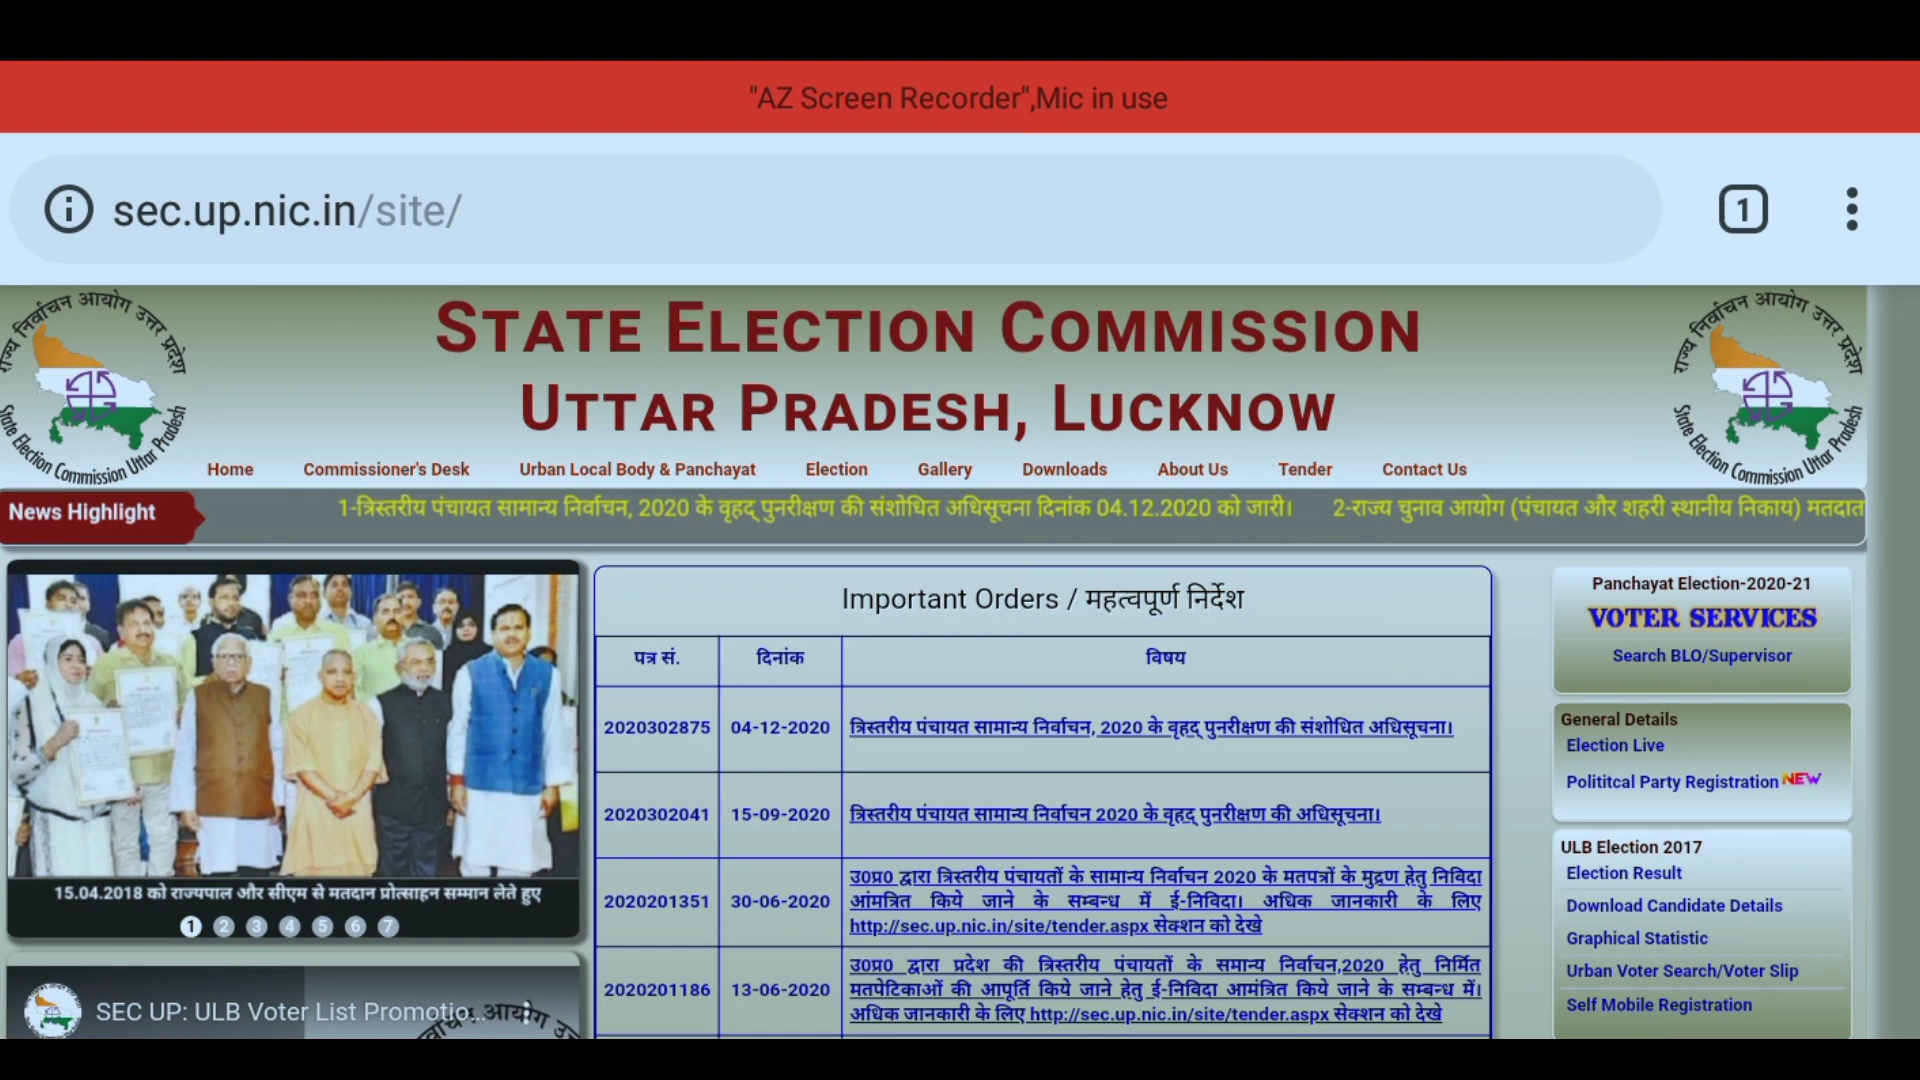 "AZ Screen Recorder",Mic in use
sec.up.nic.in/site/
1
राज्य निर्वाचन आयोग उत्तर प्रदेश
State Election Commission Uttar Pradesh
STATE ELECTION COMMISSION
UTTAR PRADESH, LUCKNOW
राज्य निर्वाचन आयोग उत्तर प्रदेश
State Election Commission Uttar Pradesh
Home Commissioner's Desk Urban Local Body & Panchayat Election Gallery Downloads About Us Tender Contact Us
News Highlight
1-त्रिस्तरीय पंचायत सामान्य निर्वाचन, 2020 के वृहद् पुनरीक्षण की संशोधित अधिसूचना दिनांक 04.12.2020 को जारी। 2-राज्य चुनाव आयोग (पंचायत और शहरी स्थानीय निकाय) मतदात
15.04.2018 को राज्यपाल और सीएम से मतदान प्रोत्साहन सम्मान लेते हुए
1 2 3 4 5 6 7
SEC UP: ULB Voter List Promotio...
Important Orders / महत्वपूर्ण निर्देश
पत्र सं. दिनांक विषय
2020302875 04-12-2020 त्रिस्तरीय पंचायत सामान्य निर्वाचन, 2020 के वृहद् पुनरीक्षण की संशोधित अधिसूचना।
2020302041 15-09-2020 त्रिस्तरीय पंचायत सामान्य निर्वाचन 2020 के वृहद् पुनरीक्षण की अधिसूचना।
उ0प्र0 द्वारा त्रिस्तरीय पंचायतों के सामान्य निर्वाचन 2020 के मतपत्रों के मुद्रण हेतु निविदा
2020201351 30-06-2020 आंमत्रित किये जाने के सम्बन्ध में ई-निविदा। अधिक जानकारी के लिए
http://sec.up.nic.in/site/tender.aspx सेक्शन को देखे
उ0प्र0 द्वारा प्रदेश की त्रिस्तरीय पंचायतों के समान्य निर्वाचन,2020 हेतु निर्मित
2020201186 13-06-2020 मतपेटिकाओं की आपूर्ति किये जाने हेतु ई-निविदा आमंत्रित किये जाने के सम्बन्ध में।
अधिक जानकारी के लिए http://sec.up.nic.in/site/tender.aspx सेक्शन को देखे
Panchayat Election-2020-21
VOTER SERVICES
Search BLO/Supervisor
General Details
Election Live
Polititcal Party Registration NEW
ULB Election 2017
Election Result
Download Candidate Details
Graphical Statistic
Urban Voter Search/Voter Slip
Self Mobile Registration